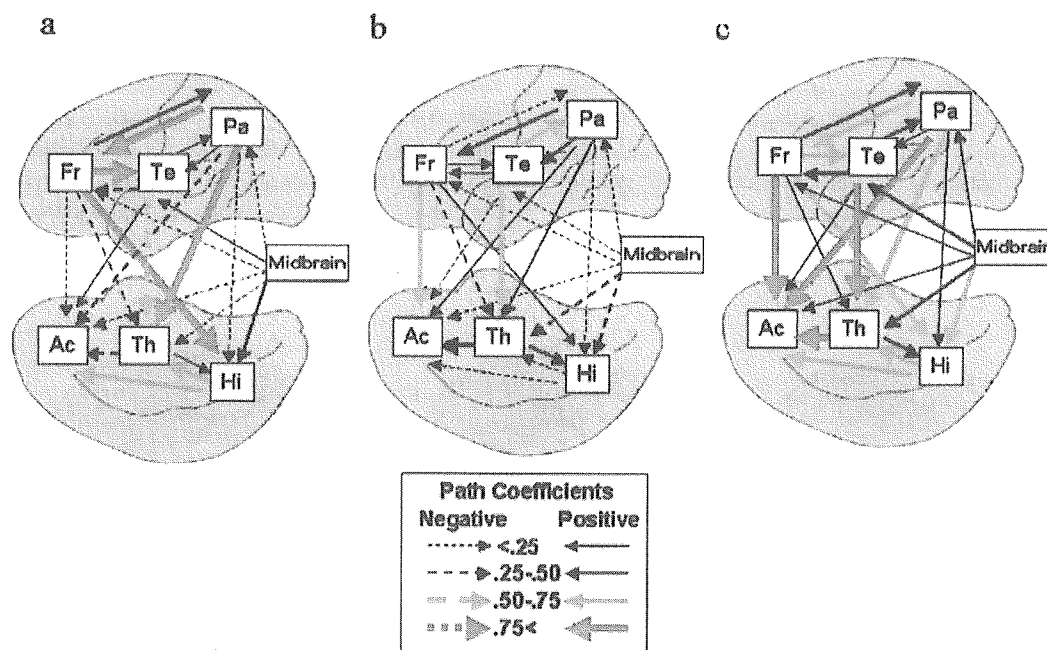 a
b
c
Pa
Fr
Te
Midbrain
Ac
Th
Hi
Pa
Fr
Te
Midbrain
Ac
Th
Hi
Pa
Fr
Te
Midbrain
Ac
Th
Hi
Path Coefficients
Negative Positive
<.25
.25-.50
.50-.75
.75<